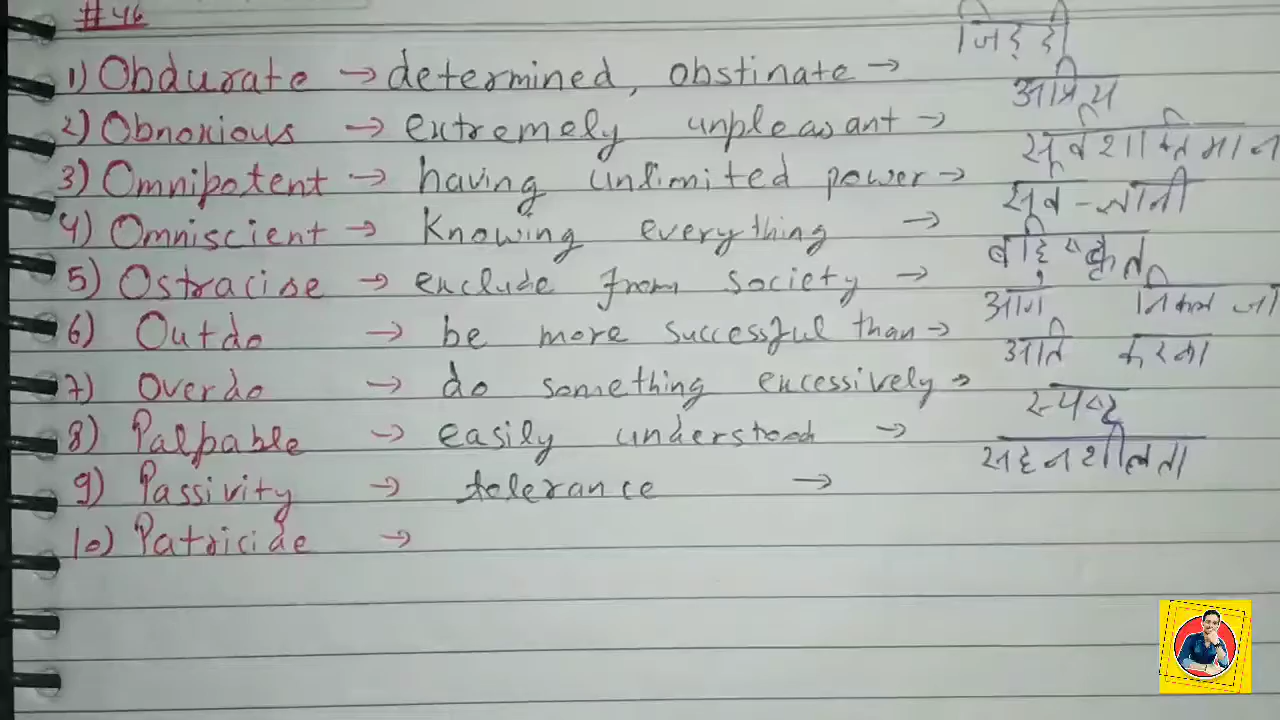 #46
1) Obdurate → determined, obstinate → जिद्दी
2) Obnoxious → extremely unpleasant → अप्रिय
3) Omnipotent → having unlimited power → सर्वशक्तिमान
4) Omniscient → Knowing everything → सर्व-ज्ञानी
5) Ostracise → exclude from society → बहिष्कृत
6) Outdo → be more successful than → आगे निकल जा
7) Overdo → do something excessively → अति करना
8) Palpable → easily understood → स्पष्ट
9) Passivity → tolerance → सहनशीलता
10) Patricide →